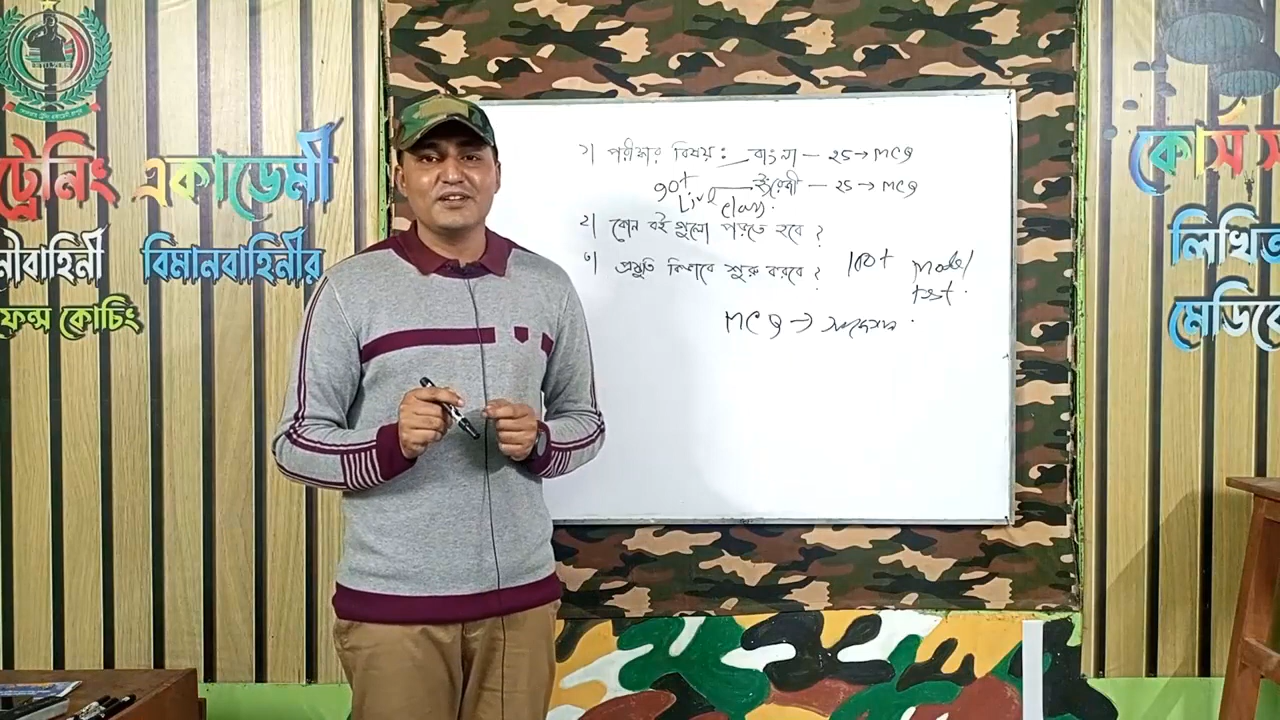 ট্রেনিং একাডেমী
নৌবাহিনী বিমানবাহিনীর
ডিফেন্স কোচিং
১) পরীক্ষার বিষয় : বাংলা — ২৫ → MCQ
ইংরেজী — ২৫ → MCQ
90+ Live class.
২) কোন বই গুলো পড়তে হবে ?
৩) প্রস্তুতি কিভাবে শুরু করবে ?
100+ Model test.
MCQ →
কোর্স
লিখিত